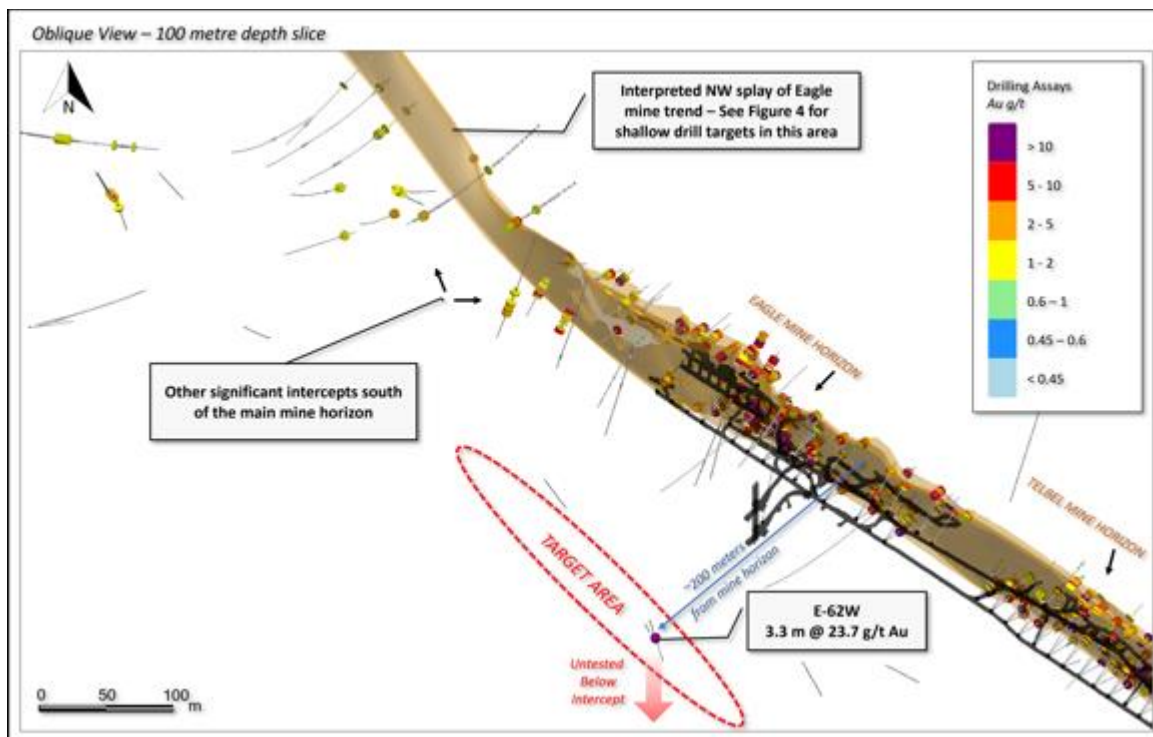 Oblique View – 100 metre depth slice
N
Interpreted NW splay of Eagle
mine trend – See Figure 4 for
shallow drill targets in this area
Drilling Assays
Au g/t
> 10
5 - 10
2 - 5
1 - 2
0.6 – 1
0.45 – 0.6
< 0.45
EAGLE MINE HORIZON
Other significant intercepts south
of the main mine horizon
TELBEL MINE HORIZON
TARGET AREA
~200 meters
from mine horizon
E-62W
3.3 m @ 23.7 g/t Au
Untested
Below
Intercept
0 50 100
m